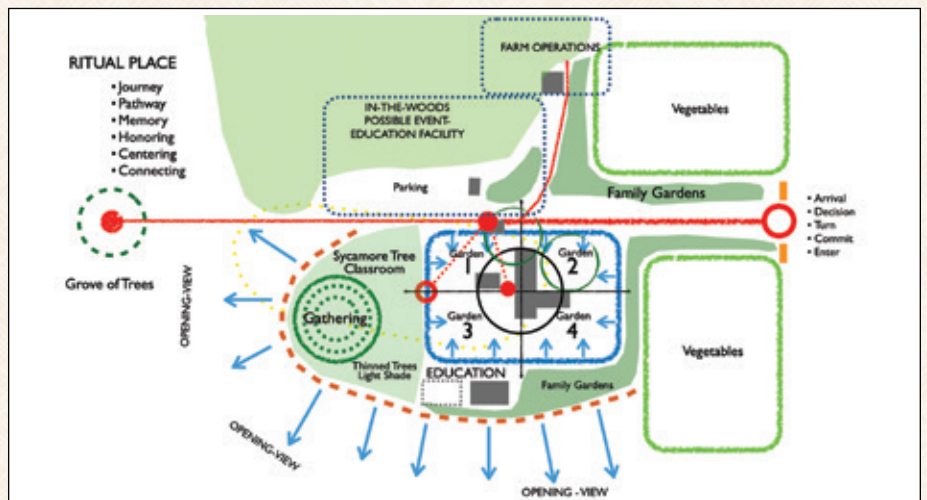 RITUAL PLACE
▪ Journey
▪ Pathway
▪ Memory
▪ Honoring
▪ Centering
▪ Connecting
FARM OPERATIONS
IN-THE-WOODS
POSSIBLE EVENT-
EDUCATION FACILITY
Parking
Vegetables
Family Gardens
▪ Arrival
▪ Decision
▪ Turn
▪ Commit
▪ Enter
Grove of Trees
OPENING-VIEW
Sycamore Tree
Classroom
Gathering
Thinned Trees
Light Shade
Garden
1
Garden
2
Garden
3
Garden
4
EDUCATION
Family Gardens
Vegetables
OPENING-VIEW
OPENING - VIEW